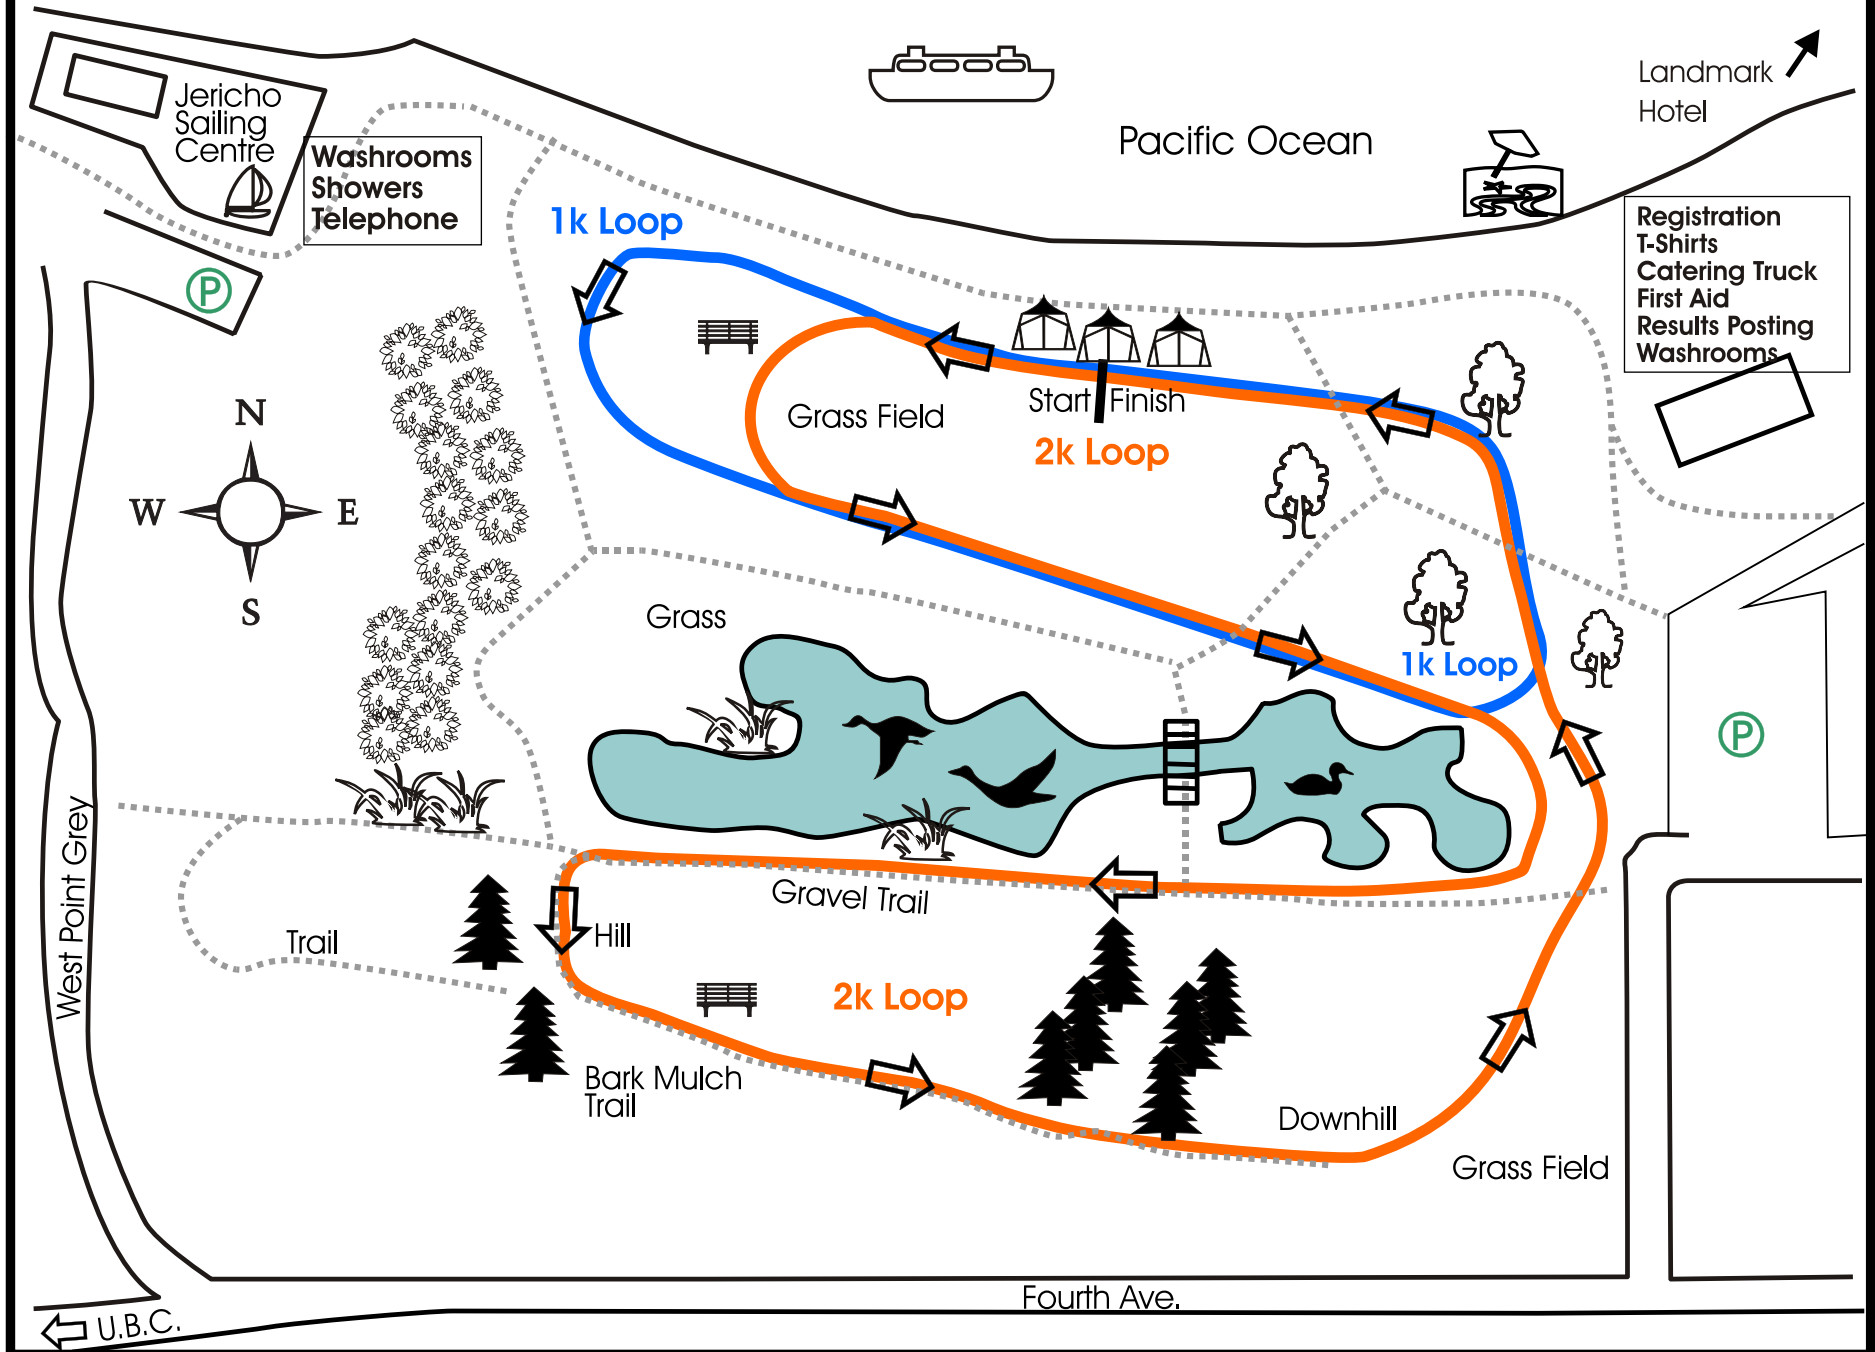 Landmark
Hotel
Jericho
Sailing
Centre
Washrooms
Showers
Telephone
Pacific Ocean
1k Loop
Registration
T-Shirts
Catering Truck
First Aid
Results Posting
Washrooms
P
Start Finish
Grass Field
2k Loop
N
W E
S
Grass
1k Loop
P
West Point Grey
Gravel Trail
Trail
Hill
2k Loop
Bark Mulch
Trail
Downhill
Grass Field
Fourth Ave.
U.B.C.